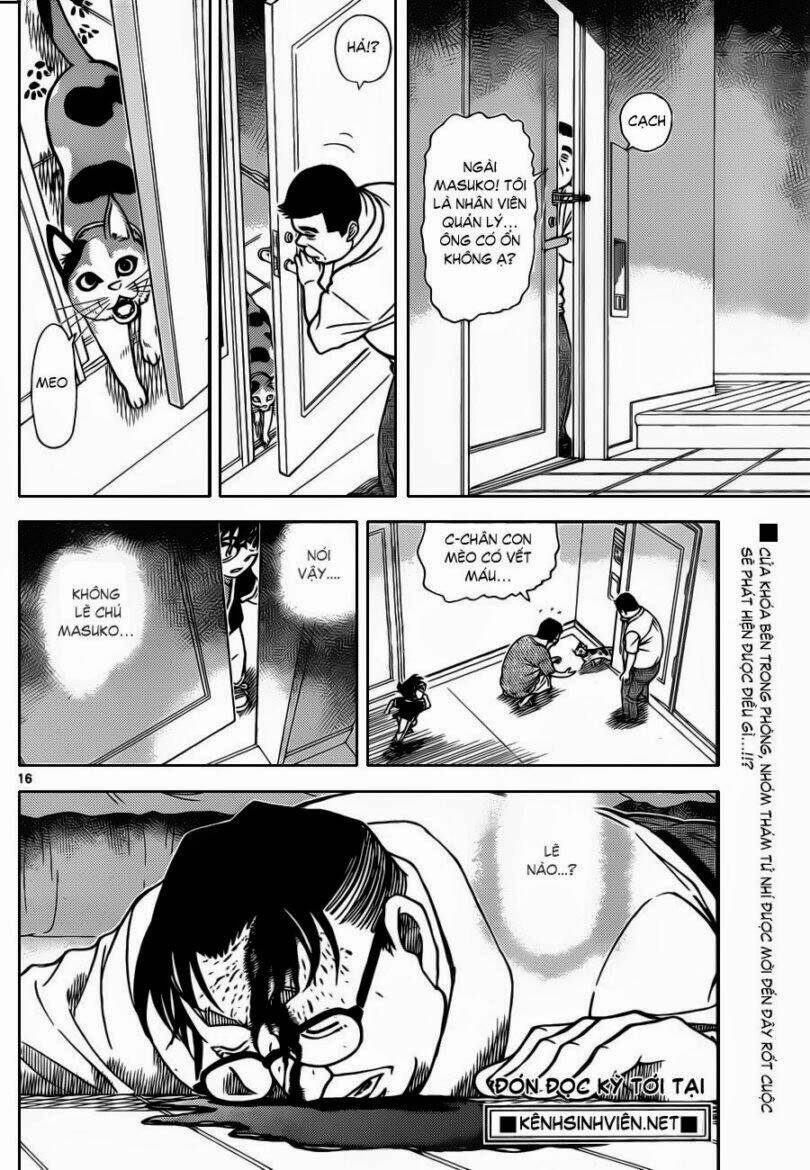 CẠCH
NGÀI
MASUKO! TÔI
LÀ NHÂN VIÊN
QUẢN LÝ...
ÔNG CÓ ỔN
KHÔNG Ạ?
HẢ!?
MEO
C-CHÂN CON
MÈO CÓ VẾT
MÁU...
NÓI
VẬY....
KHÔNG
LẼ CHÚ
MASUKO...
■ CỬA KHÓA BÊN TRONG PHÒNG, NHÓM THÁM TỬ NHÍ ĐƯỢC MỜI ĐẾN ĐÂY RỐT CUỘC
SẼ PHÁT HIỆN ĐƯỢC ĐIỀU GÌ...!!?
16
LẼ
NÀO...?
ĐÓN ĐỌC KỲ TỚI TẠI
■KÊNHSINHVIÊN.NET■